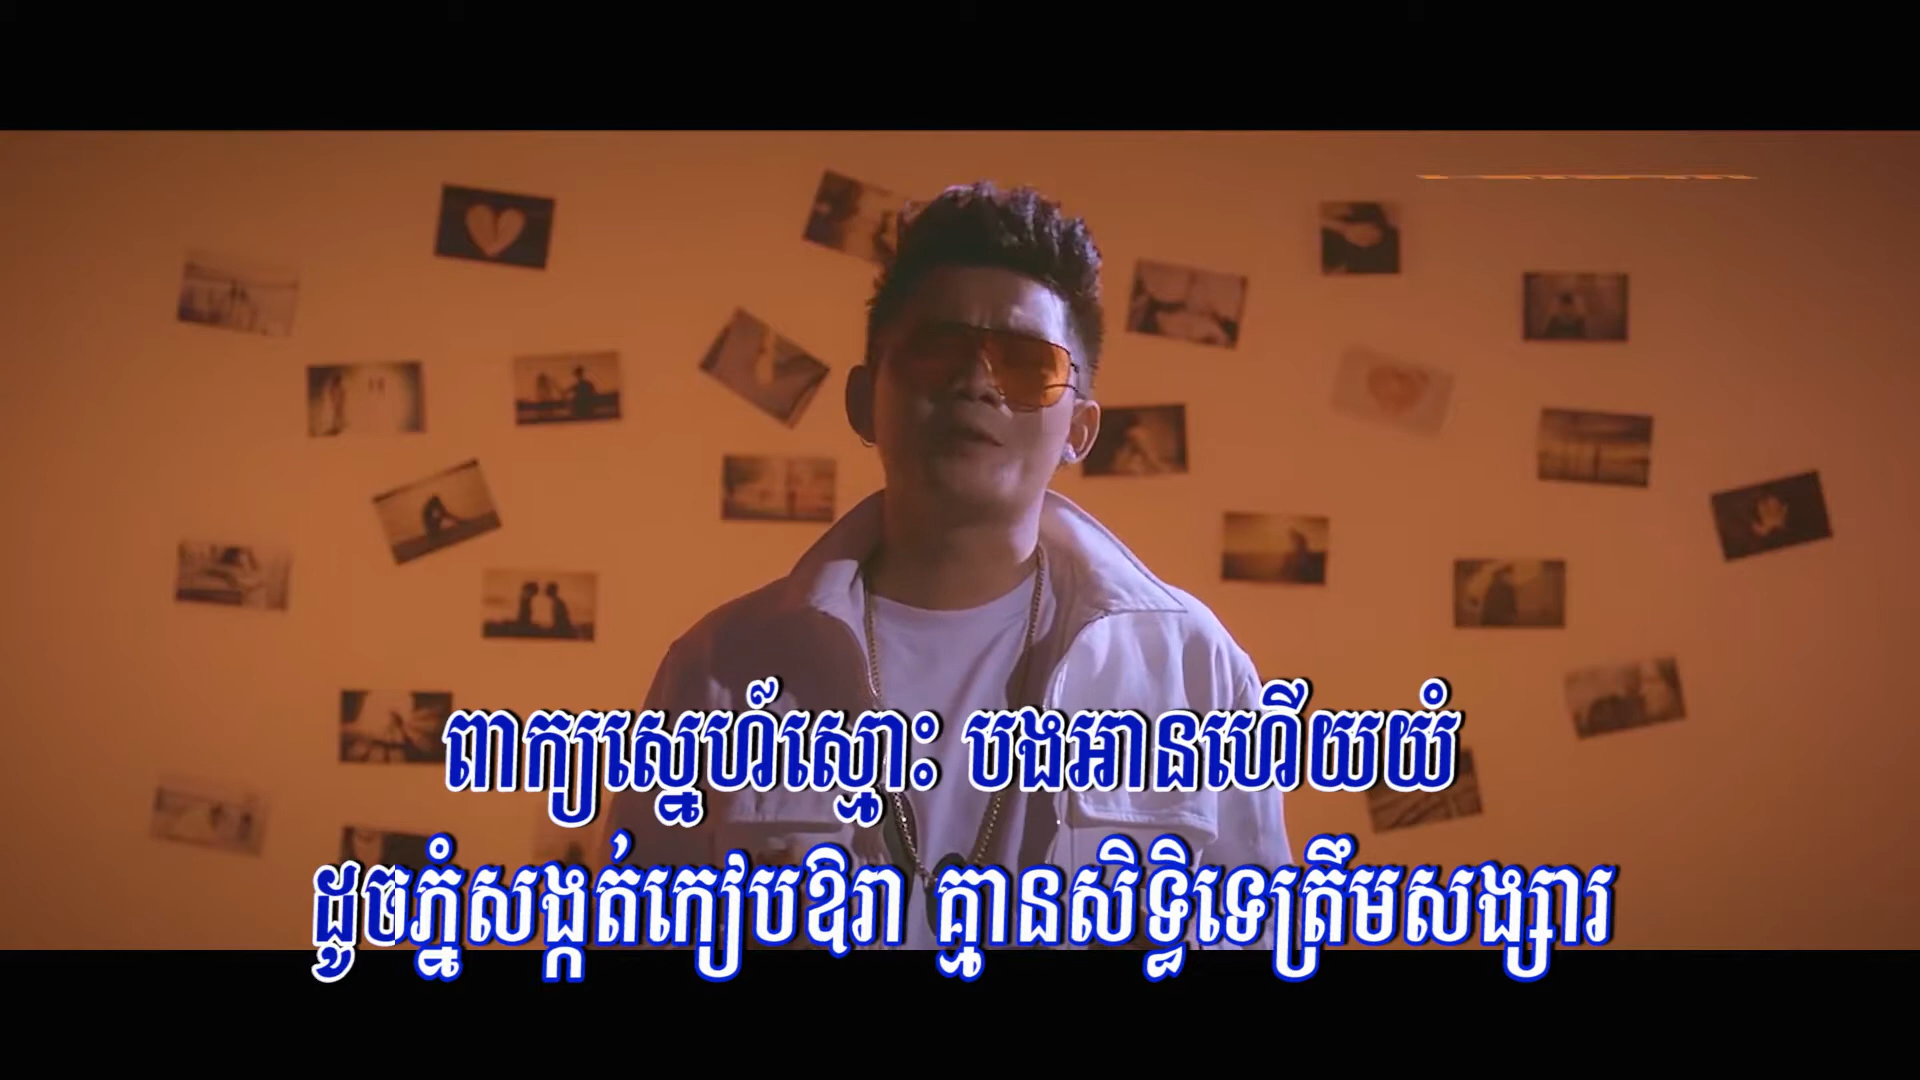 ពាក្យស្នេហ៍ស្មោះ បងអានហើយយំ
ដូចភ្នំសង្កត់កៀបឱរា គ្មានសិទ្ធិទេត្រឹមសង្សារ